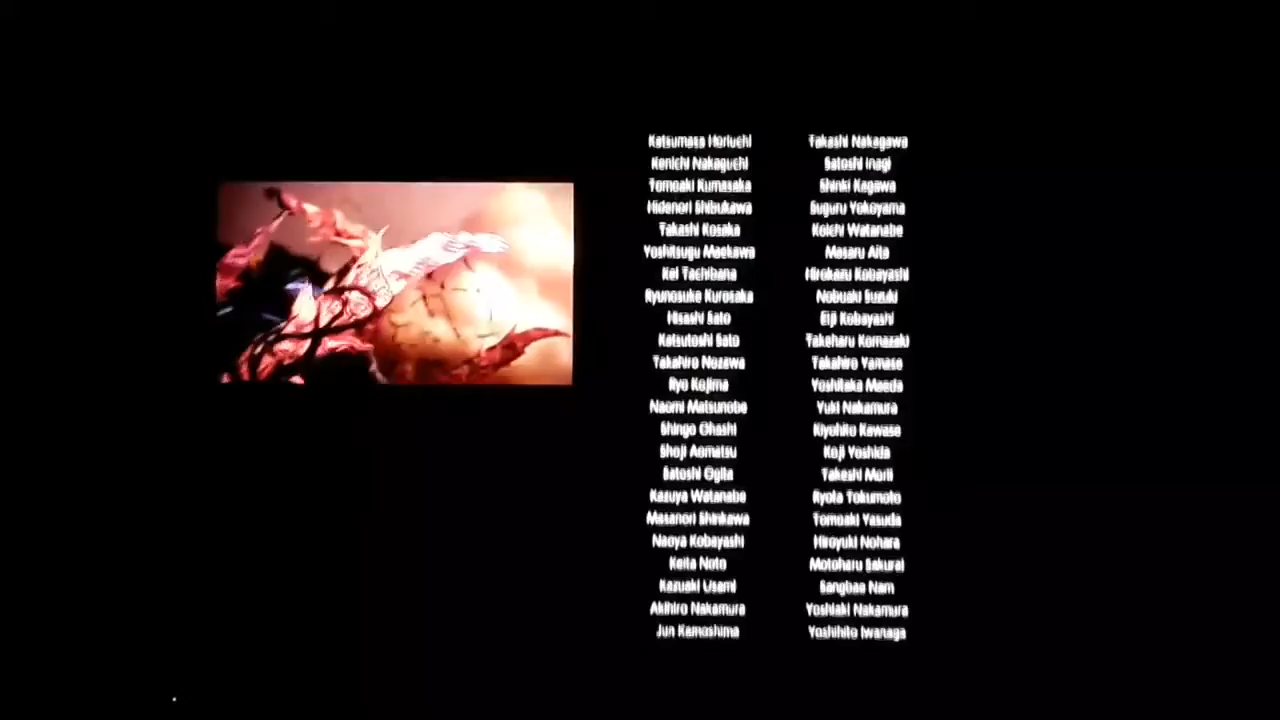 Katsumasa Horiuchi
Kenichi Nakaguchi
Tomoaki Kumasaka
Hidenori Shibukawa
Takashi Kosaka
Yoshitsugu Maekawa
Kei Tachibana
Ryunosuke Kurosaka
Hisashi Sato
Katsutoshi Sato
Takahiro Nozawa
Ryo Kojima
Naomi Matsunobe
Shingo Ohashi
Shoji Aomatsu
Satoshi Ogita
Kazuya Watanabe
Masanori Shinkawa
Naoya Kobayashi
Keita Noto
Kazuaki Usami
Akihiro Nakamura
Jun Kamoshima
Takashi Nakagawa
Satoshi Inagi
Shinki Kagawa
Suguru Yokoyama
Koichi Watanabe
Masaru Aita
Hirokazu Kobayashi
Nobuaki Suzuki
Eiji Kobayashi
Takeharu Komazaki
Takahiro Yamase
Yoshitaka Maeda
Yuki Nakamura
Kiyohito Kawase
Koji Yoshida
Takeshi Morii
Ryota Tokumoto
Tomoaki Yasuda
Hiroyuki Nohara
Motoharu Sakurai
Sangbae Nam
Yoshiaki Nakamura
Yoshihito Iwanaga